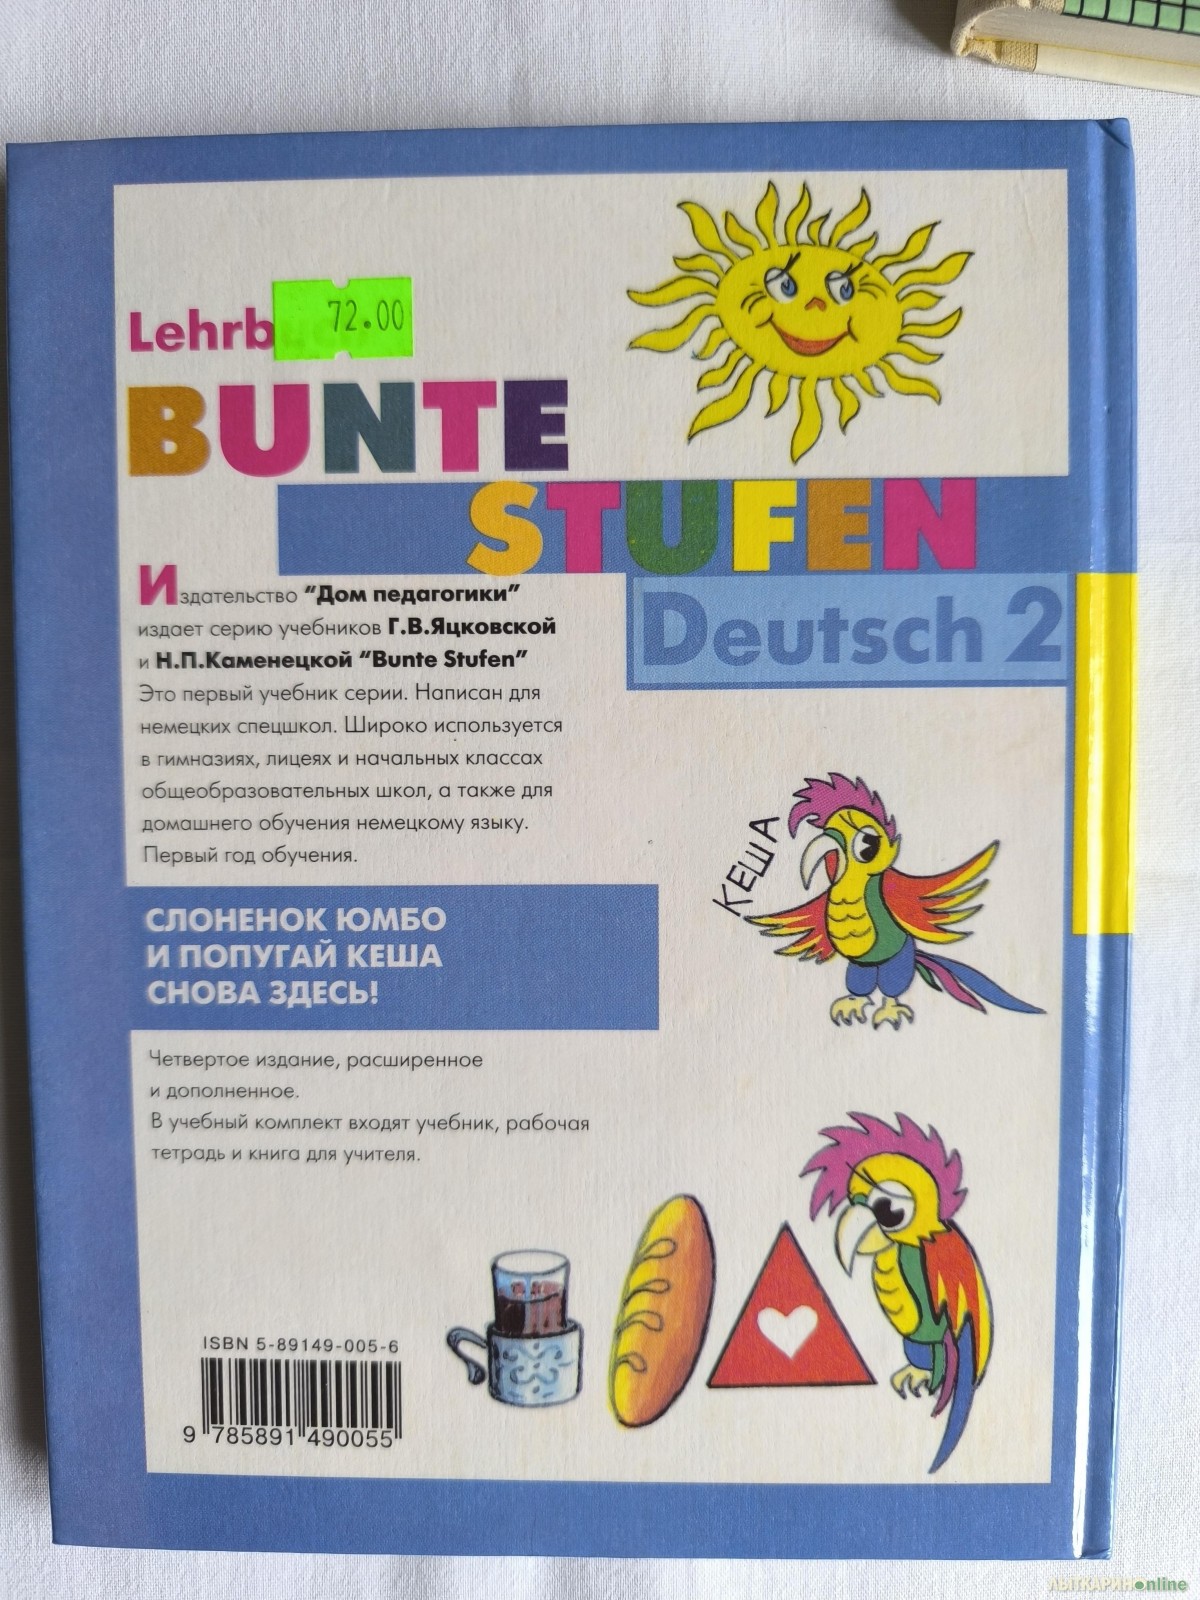 72.00
BUNTE
STUFEN
Deutsch 2
Издательство "Дом педагогики"
издает серию учебников Г.В.Яцковской
и Н.П.Каменецкой "Bunte Stufen"
Это первый учебник серии. Написан для
немецких спецшкол. Широко используется
в гимназиях, лицеях и начальных классах
общеобразовательных школ, а также для
домашнего обучения немецкому языку.
Первый год обучения.
КЕША
СЛОНЕНОК ЮМБО
И ПОПУГАЙ КЕША
СНОВА ЗДЕСЬ!
Четвертое издание, расширенное
и дополненное.
В учебный комплект входят учебник, рабочая
тетрадь и книга для учителя.
ISBN 5-89149-005-6
9 785891 490055
ЛЫТКАРИНОnline